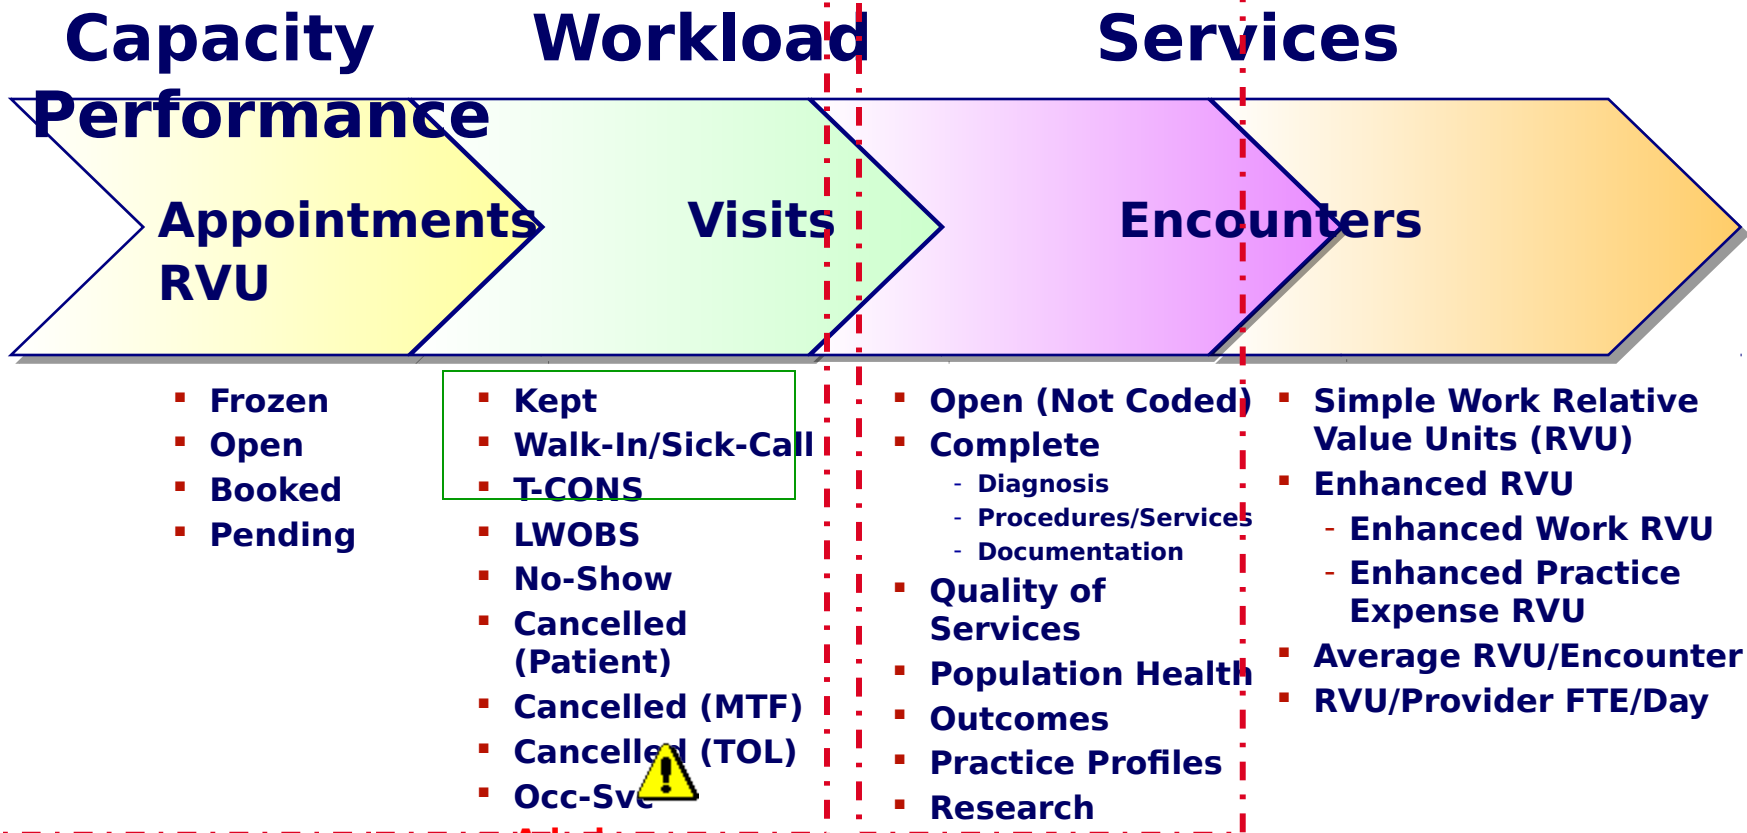 Capacity Workload Services
Performance
Appointments Visits Encounters
RVU
Frozen
Open
Booked
Pending
Kept
Walk-In/Sick-Call
T-CONS
LWOBS
No-Show
Cancelled
(Patient)
Cancelled (MTF)
Cancelled (TOL)
Occ-Svc
Open (Not Coded)
Complete
- Diagnosis
- Procedures/Services
- Documentation
Quality of
Services
Population Health
Outcomes
Practice Profiles
Research
Simple Work Relative
Value Units (RVU)
Enhanced RVU
- Enhanced Work RVU
- Enhanced Practice
Expense RVU
Average RVU/Encounter
RVU/Provider FTE/Day